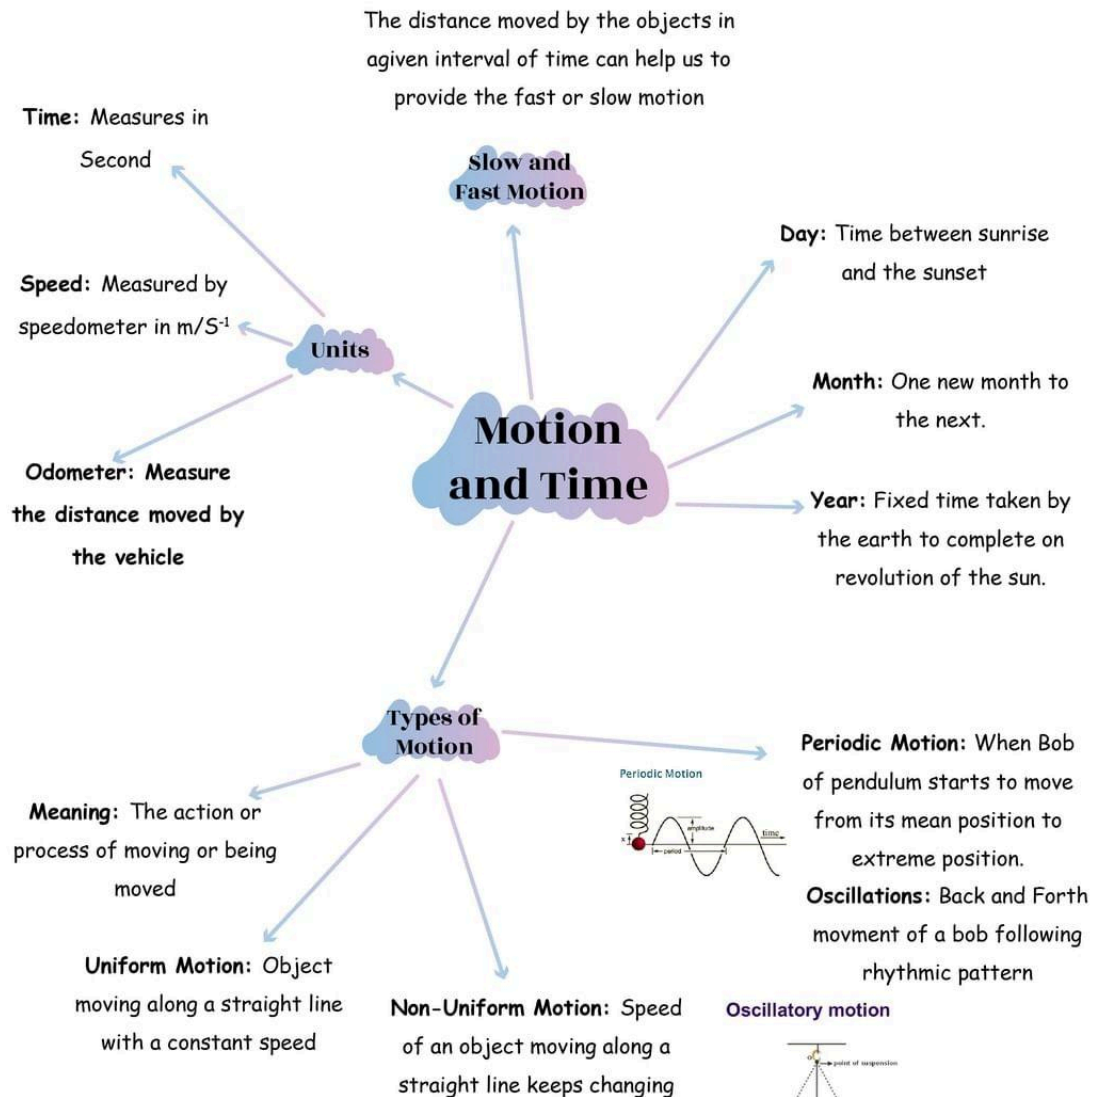 The distance moved by the objects in
agiven interval of time can help us to
provide the fast or slow motion
Slow and
Fast Motion
Time: Measures in
Second
Speed: Measured by
speedometer in m/S⁻¹
Units
Odometer: Measure
the distance moved by
the vehicle
Motion
and Time
Day: Time between sunrise
and the sunset
Month: One new month to
the next.
Year: Fixed time taken by
the earth to complete on
revolution of the sun.
Types of
Motion
Meaning: The action or
process of moving or being
moved
Uniform Motion: Object
moving along a straight line
with a constant speed
Non-Uniform Motion: Speed
of an object moving along a
straight line keeps changing
Periodic Motion
amplitude
time
x
period
Periodic Motion: When Bob
of pendulum starts to move
from its mean position to
extreme position.
Oscillations: Back and Forth
movment of a bob following
rhythmic pattern
Oscillatory motion
point of suspension